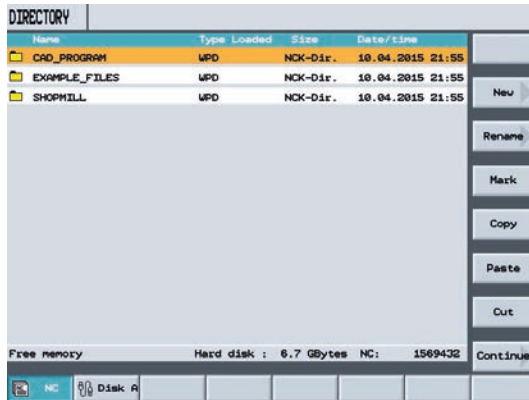 DIRECTORY
Name Type Loaded Size Date/time
CAD_PROGRAM WPD NCK-Dir. 10.04.2015 21:55
EXAMPLE_FILES WPD NCK-Dir. 10.04.2015 21:55
SHOPMILL WPD NCK-Dir. 10.04.2015 21:55
New
Rename
Mark
Copy
Paste
Cut
Continue
Free memory Hard disk : 6.7 GBytes NC: 1569432
NC Disk A